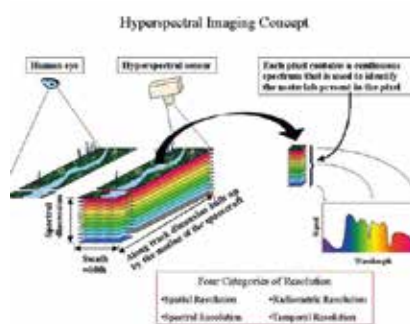 Hyperspectral Imaging Concept
Human eye
Hyperspectral sensor
Each pixel contains a continuous
spectrum that is used to identify
the materials present in the pixel
Spectral
dimension
Swath
width
Along track dimension built up
by the motion of the spacecraft
Signal
Wavelength
Four Categories of Resolution
•Spatial Resolution
•Radiometric Resolution
•Spectral Resolution
•Temporal Resolution